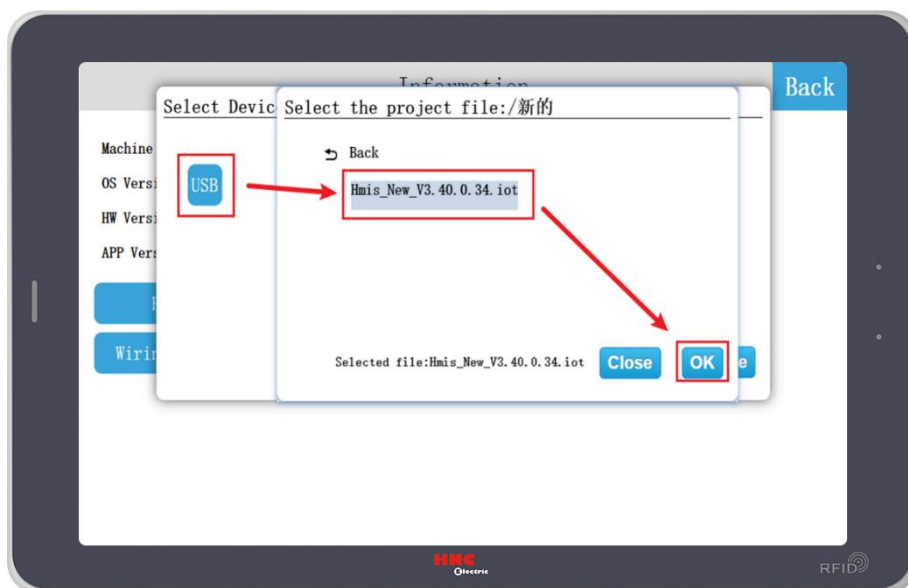 Information
Back
Select Devic
Select the project file:/新的
Machine
Back
OS Versi
USB
Hmis_New_V3.40.0.34.iot
HW Versi
APP Vers
Wirin
Selected file:Hmis_New_V3.40.0.34.iot
Close
OK
e
HNC
Electric
RFID